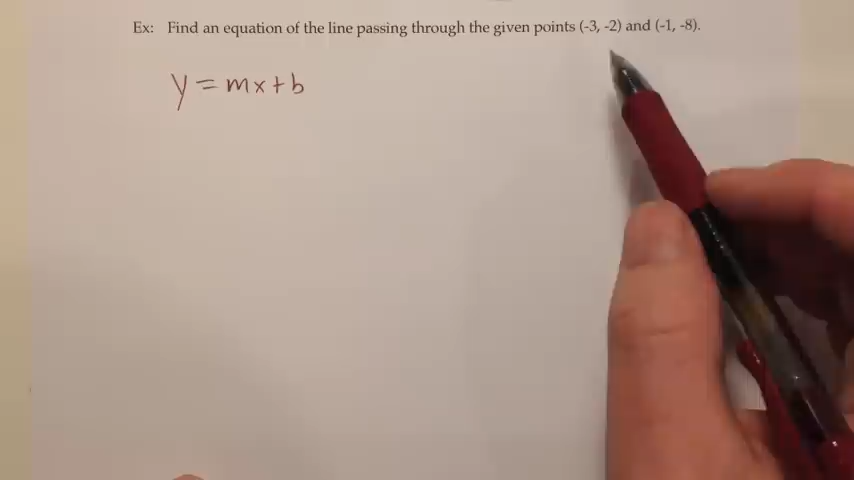 Ex: Find an equation of the line passing through the given points (-3, -2) and (-1, -8).
y = mx + b